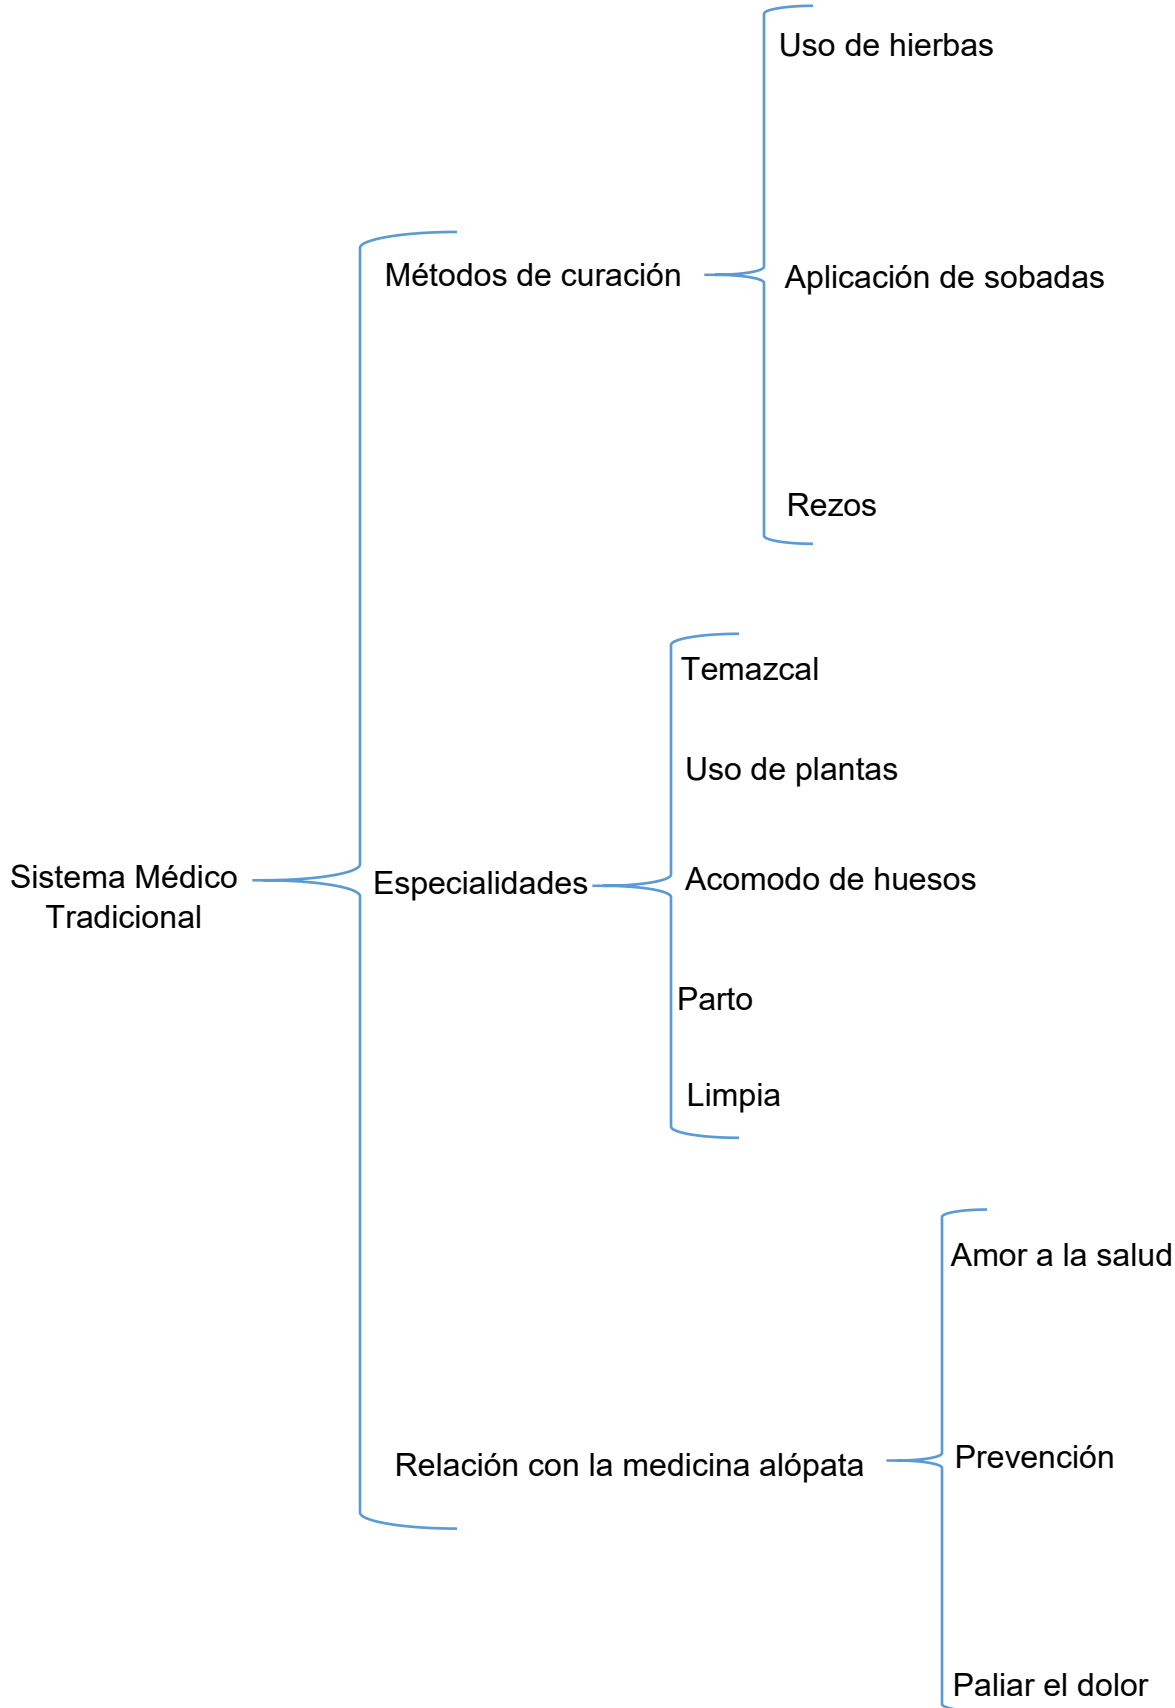 Sistema Médico
Tradicional
Métodos de curación
Uso de hierbas
Aplicación de sobadas
Rezos
Especialidades
Temazcal
Uso de plantas
Acomodo de huesos
Parto
Limpia
Relación con la medicina alópata
Amor a la salud
Prevención
Paliar el dolor